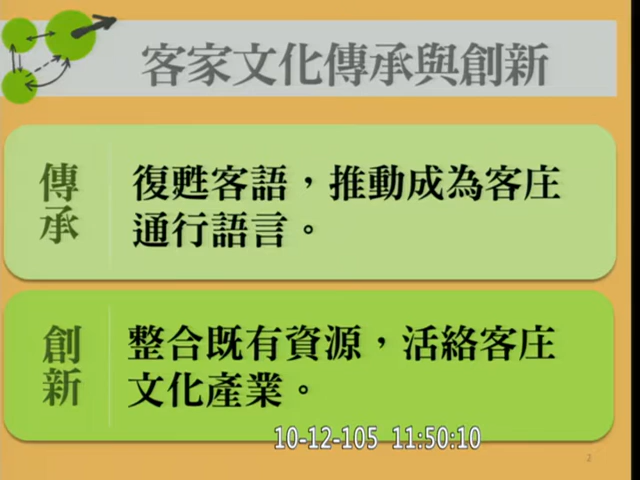 客家文化傳承與創新
傳承
復甦客語，推動成為客庄
通行語言。
創新
整合既有資源，活絡客庄
文化產業。
10-12-105 11:50:10
2